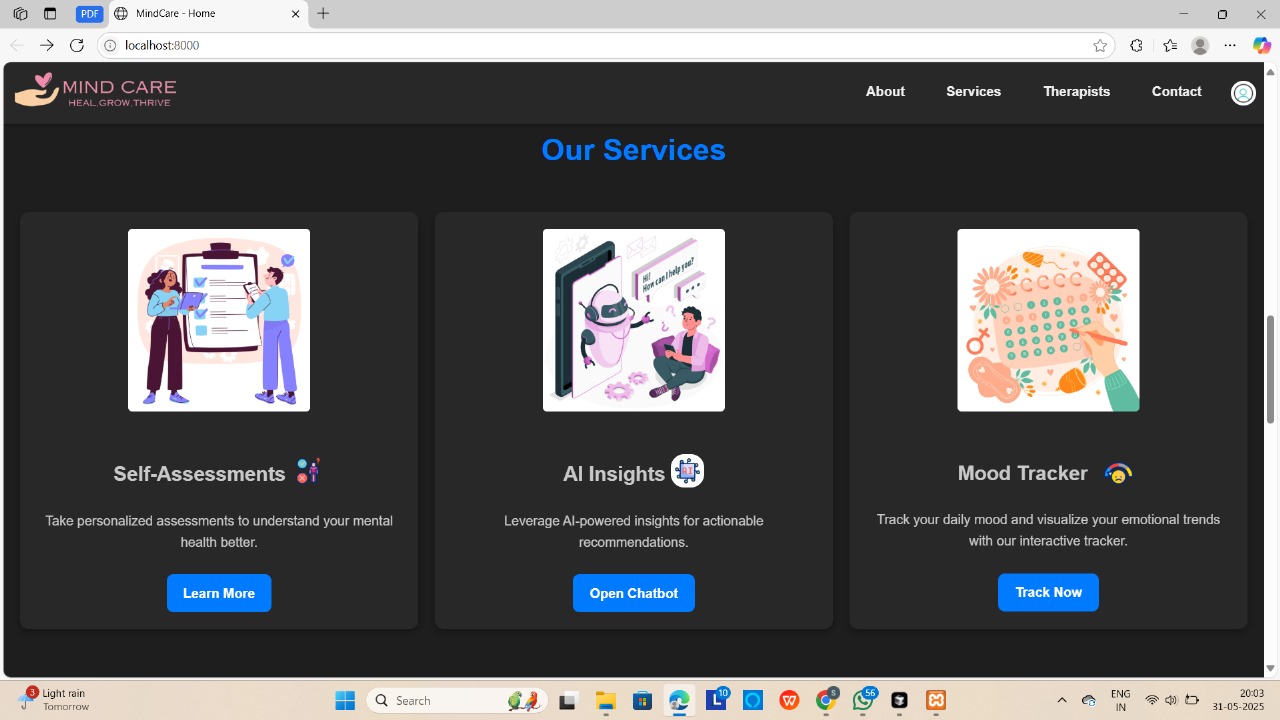 PDF
MindCare - Home
localhost:8000
MIND CARE
HEAL.GROW.THRIVE
About
Services
Therapists
Contact
Our Services
Hi!
How can I help you?
Self-Assessments
AI Insights
AI
Mood Tracker
Take personalized assessments to understand your mental
health better.
Leverage AI-powered insights for actionable
recommendations.
Track your daily mood and visualize your emotional trends
with our interactive tracker.
Learn More
Open Chatbot
Track Now
3
Light rain
Tomorrow
Search
L
10
W
S
56
ENG
IN
20:03
31-05-2025